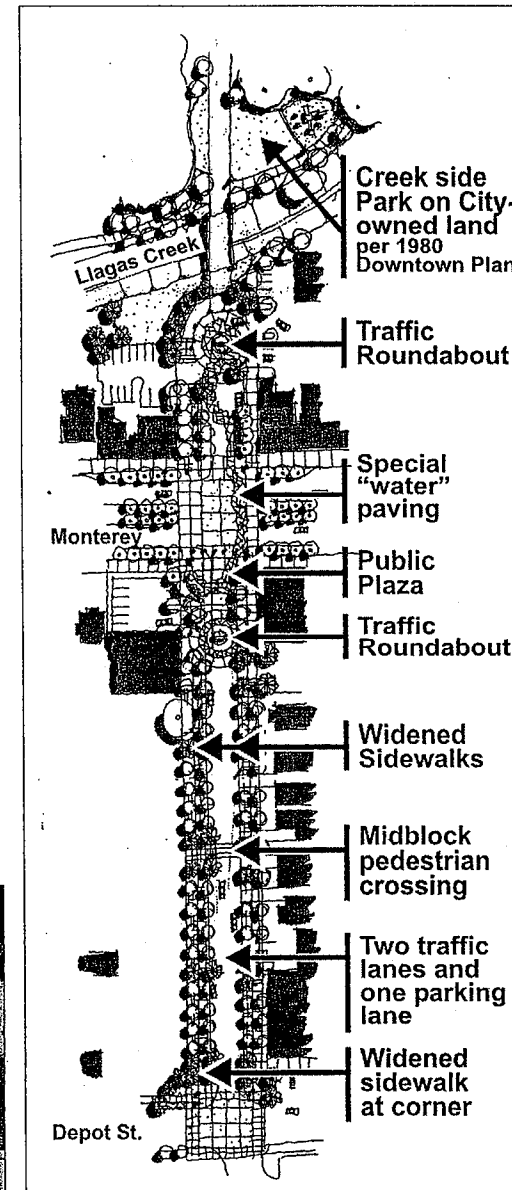 Creek side
Park on City-
owned land
per 1980
Downtown Plan
Llagas Creek
Traffic
Roundabout
Special
"water"
paving
Monterey
Public
Plaza
Traffic
Roundabout
Widened
Sidewalks
Midblock
pedestrian
crossing
Two traffic
lanes and
one parking
lane
Widened
sidewalk
at corner
Depot St.